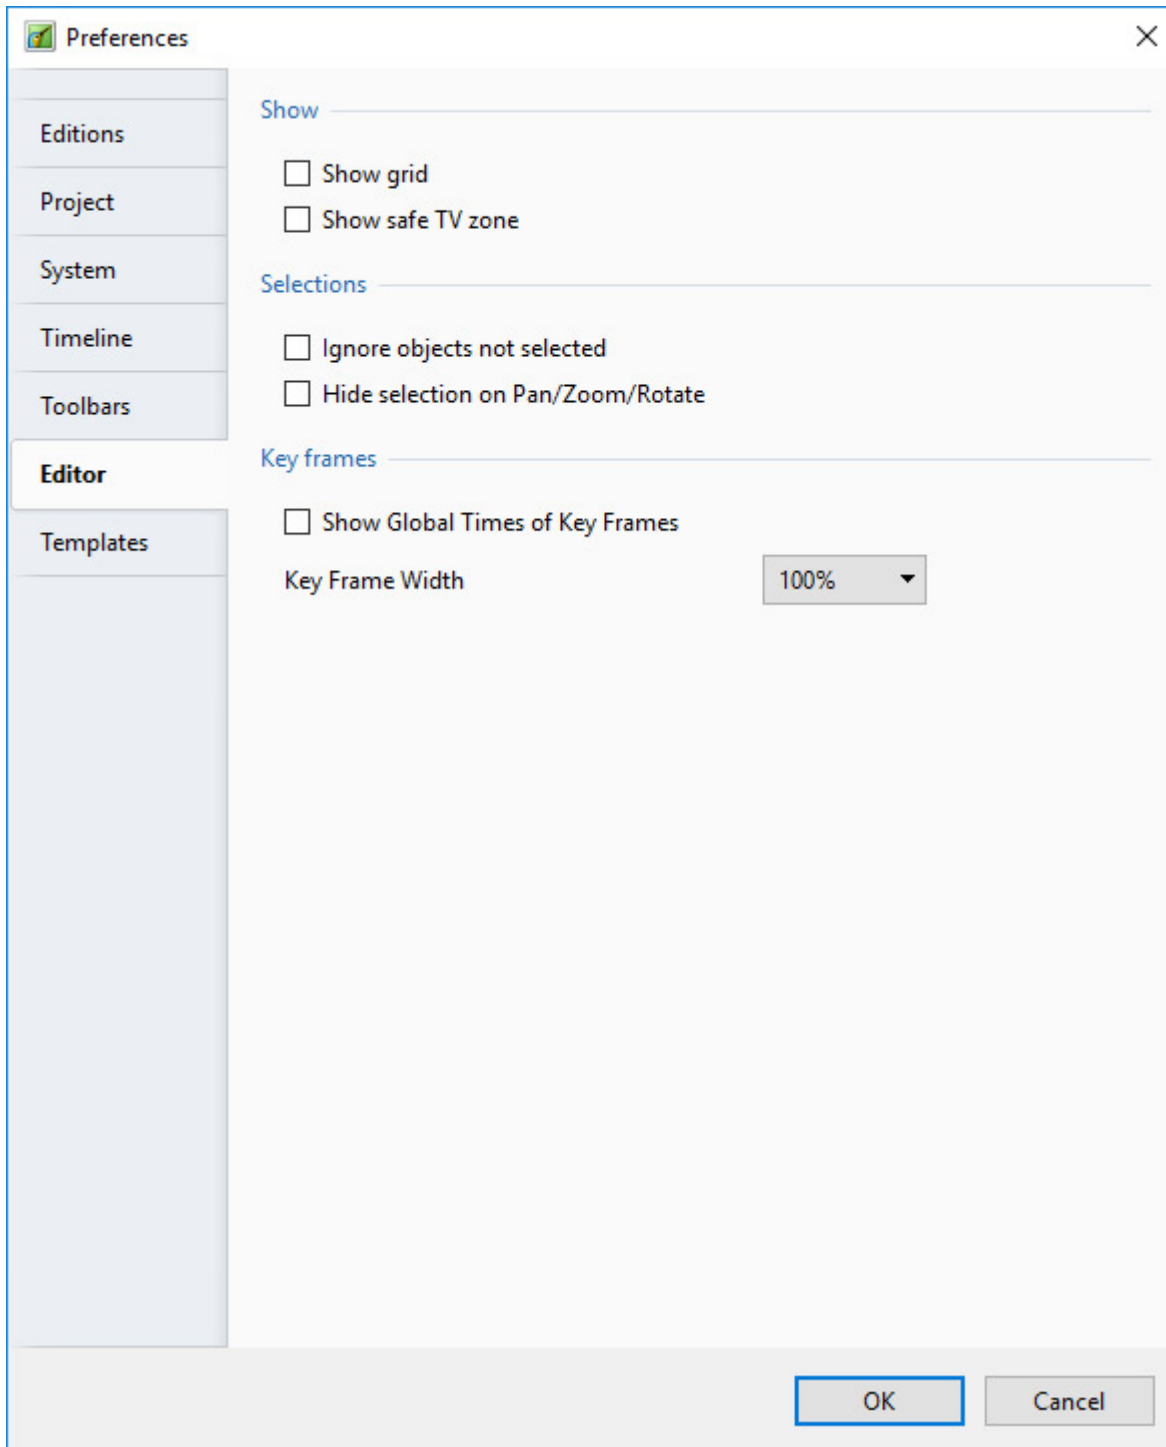 Preferences
Editions
Project
System
Timeline
Toolbars
Editor
Templates
Show
Show grid
Show safe TV zone
Selections
Ignore objects not selected
Hide selection on Pan/Zoom/Rotate
Key frames
Show Global Times of Key Frames
Key Frame Width 100%
OK Cancel